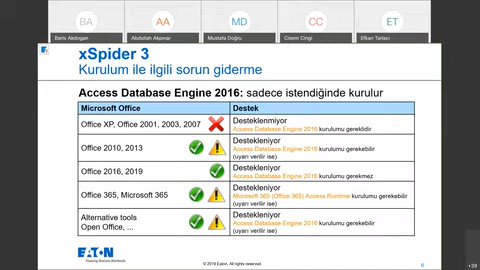 BA
AA
MD
CC
ET
Baris Akdogan
Abdullah Akpınar
Mustafa Doğru
Cisem Cingi
Efkan Tarlacı
xSpider 3
Kurulum ile ilgili sorun giderme
Access Database Engine 2016: sadece istendiğinde kurulur
Microsoft Office
Destek
Office XP, Office 2001, 2003, 2007
Desteklenmiyor
Access Database Engine 2016 kurulumu gereklidir
Office 2010, 2013
Destekleniyor
Access Database Engine 2016 kurulumu gerekebilir
(uyarı verilir ise)
Office 2016, 2019
Destekleniyor
Access Database Engine 2016 kurulumu gerekmez
Office 365, Microsoft 365
Destekleniyor
Microsoft 365 (Office 365) Access Runtime kurulumu gerekebilir
(uyarı verilir ise)
Alternative tools
Open Office, ...
Destekleniyor
Access Database Engine 2016 kurulumu gerekebilir
(uyarı verilir ise)
EATON
Powering Business Worldwide
© 2019 Eaton. All rights reserved.
6
+39